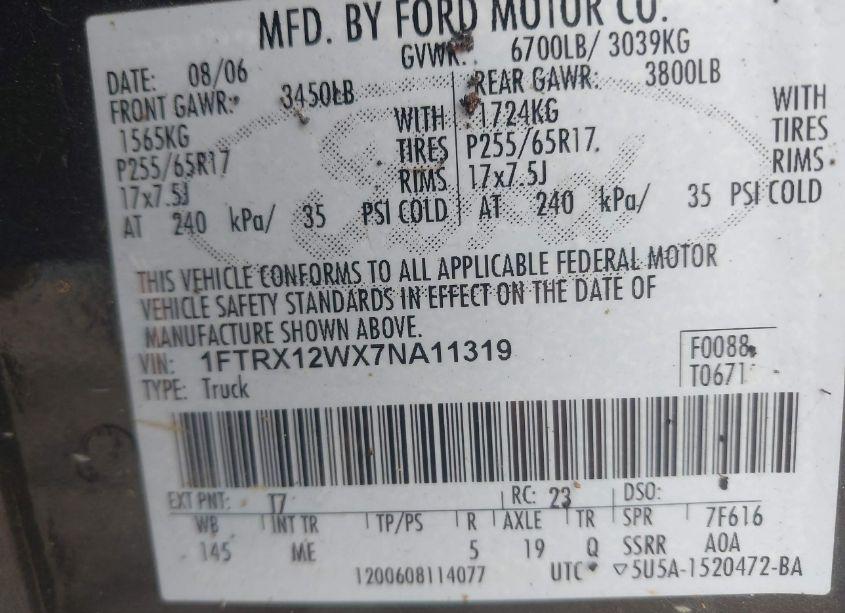 MFD. BY FORD MOTOR CO.
DATE: 08/06 GVWR: 6700LB/ 3039KG
FRONT GAWR: 3450LB REAR GAWR: 3800LB
1565KG WITH 1724KG WITH
P255/65R17 TIRES P255/65R17 TIRES
17x7.5J RIMS 17x7.5J RIMS
AT 240 kPa/ 35 PSI COLD AT 240 kPa/ 35 PSI COLD
THIS VEHICLE CONFORMS TO ALL APPLICABLE FEDERAL MOTOR
VEHICLE SAFETY STANDARDS IN EFFECT ON THE DATE OF
MANUFACTURE SHOWN ABOVE.
VIN: 1FTRX12WX7NA11319 F0088
TYPE: Truck T0671
EXT PNT: T7 RC: 23 DSO:
WB INT TR TP/PS R AXLE TR SPR 7F616
145 ME 5 19 Q SSRR A0A
1200608114077 UTC ▽5U5A-1520472-BA